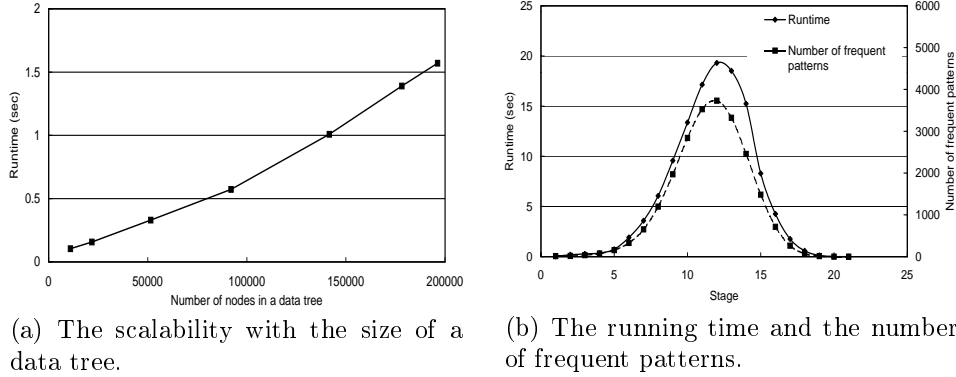 2
1.5
1
0.5
0
Runtime (sec)
0 50000 100000 150000 200000
Number of nodes in a data tree
(a) The scalability with the size of a
data tree.
25
20
15
10
5
0
Runtime (sec)
Runtime
Number of frequent
patterns
6000
5000
4000
3000
2000
1000
0
Number of frequent patterns
0 5 10 15 20 25
Stage
(b) The running time and the number
of frequent patterns.